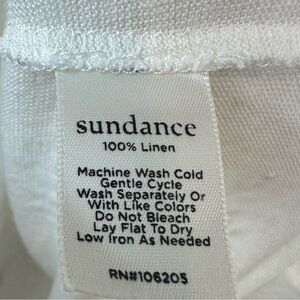 sundance
100% Linen
Machine Wash Cold
Gentle Cycle
Wash Separately Or
With Like Colors
Do Not Bleach
Lay Flat To Dry
Low Iron As Needed
RN#106205